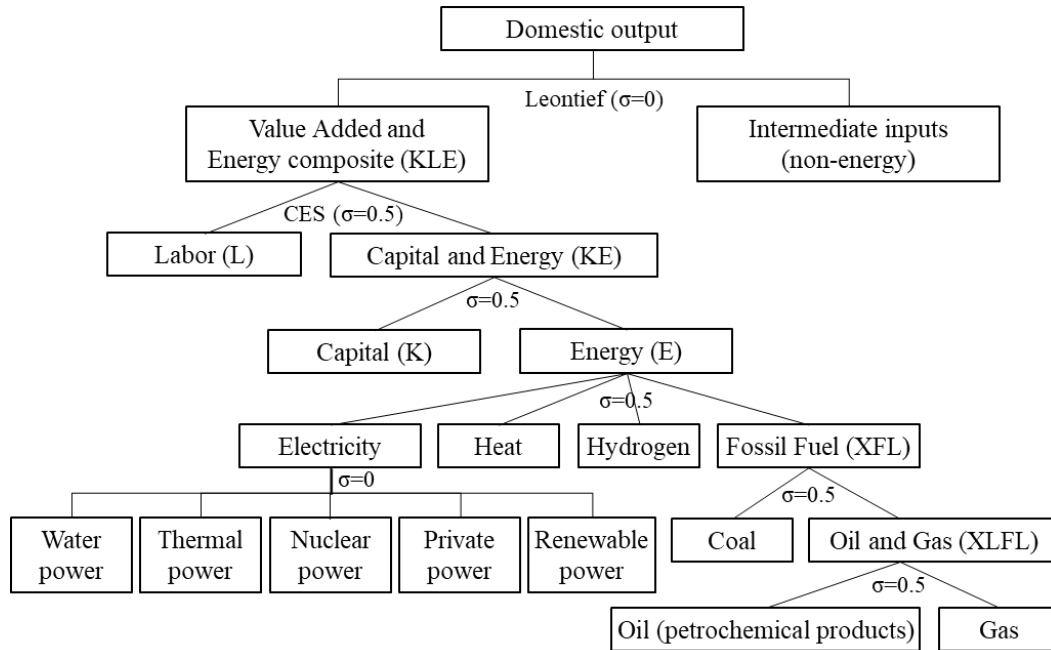 Domestic output
Leontief (σ=0)
Value Added and
Energy composite (KLE)
Intermediate inputs
(non-energy)
CES (σ=0.5)
Labor (L)
Capital and Energy (KE)
σ=0.5
Capital (K)
Energy (E)
σ=0.5
Electricity
Heat
Hydrogen
Fossil Fuel (XFL)
σ=0
σ=0.5
Water
power
Thermal
power
Nuclear
power
Private
power
Renewable
power
Coal
Oil and Gas (XLFL)
σ=0.5
Oil (petrochemical products)
Gas